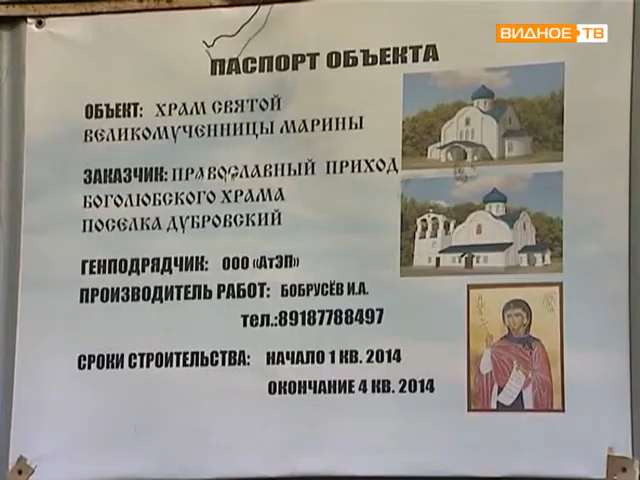 ВИДНОЕ ТВ
ПАСПОРТ ОБЪЕКТА
ОБЪЕКТ: ХРАМ СВЯТОЙ
ВЕЛИКОМУЧЕННИЦЫ МАРИНЫ
ЗАКАЗЧИК: ПРАВОСЛАВНЫЙ ПРИХОД
БОГОЛЮБСКОГО ХРАМА
ПОСЕЛКА ДУБРОВСКИЙ
ГЕНПОДРЯДЧИК: ООО «АтЭП»
ПРОИЗВОДИТЕЛЬ РАБОТ: БОБРУСЁВ И.А.
тел.:89187788497
СРОКИ СТРОИТЕЛЬСТВА: НАЧАЛО 1 КВ. 2014
ОКОНЧАНИЕ 4 КВ. 2014